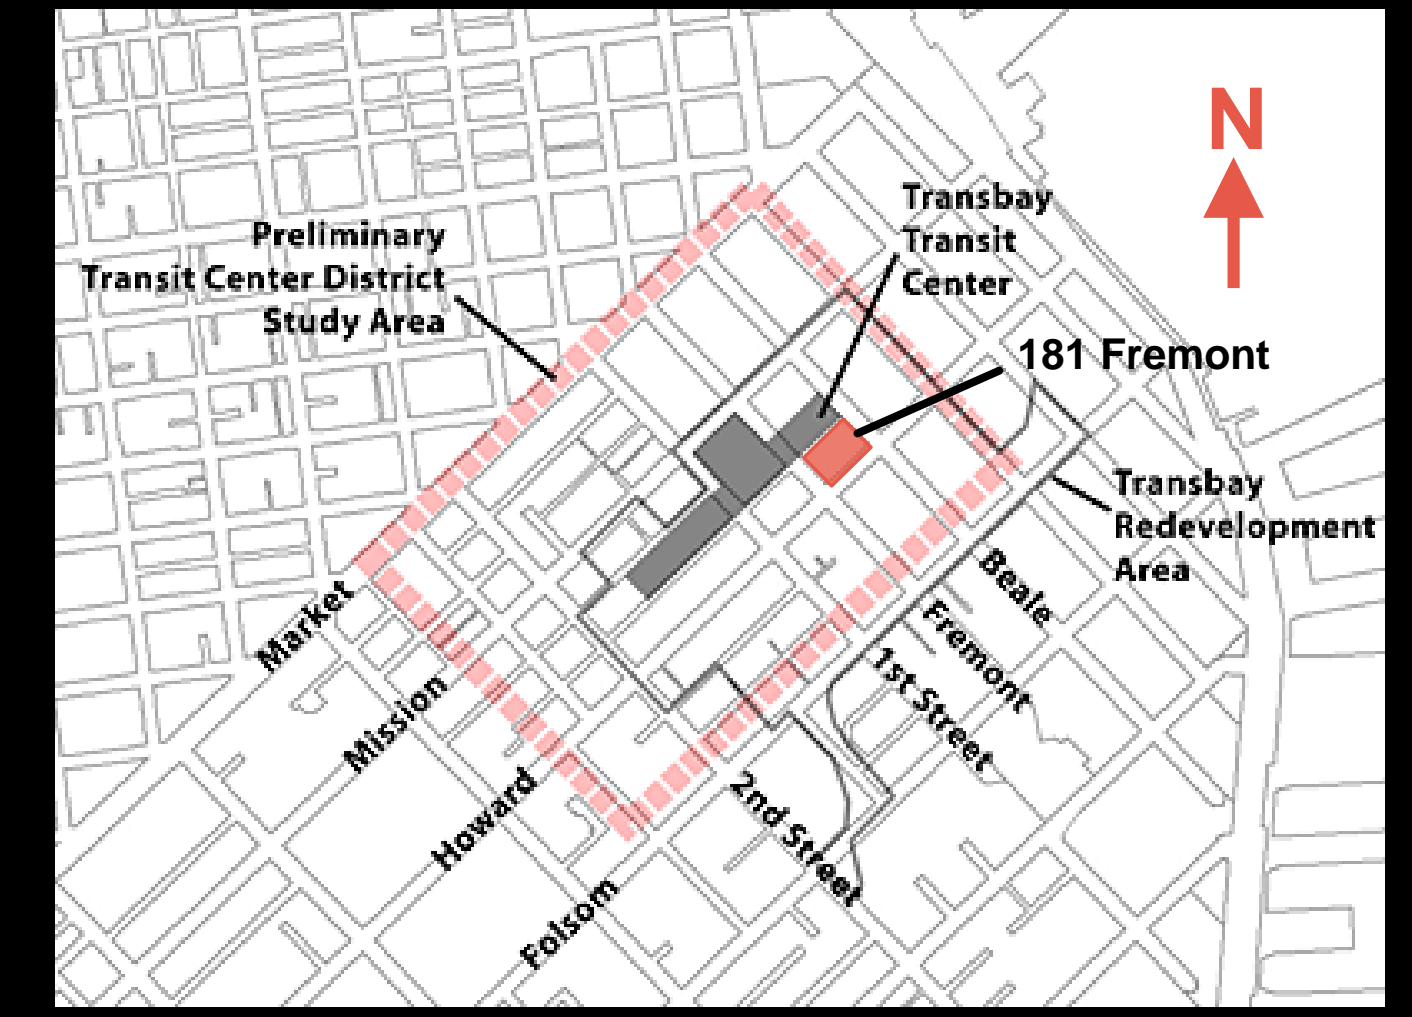 N
Transbay
Transit
Center
Preliminary
Transit Center District
Study Area
181 Fremont
Transbay
Redevelopment
Area
Beale
Fremont
1st Street
2nd Street
Market
Mission
Howard
Folsom